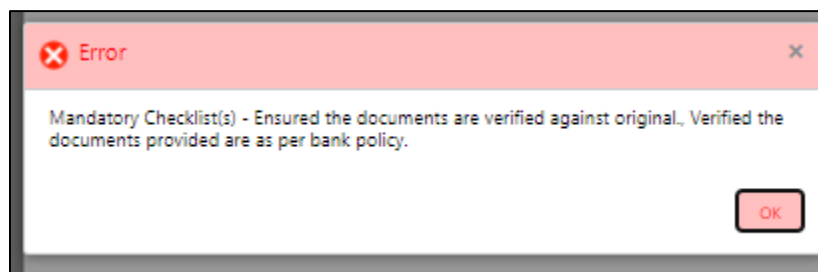 Error
Mandatory Checklist(s) - Ensured the documents are verified against original., Verified the
documents provided are as per bank policy.
OK